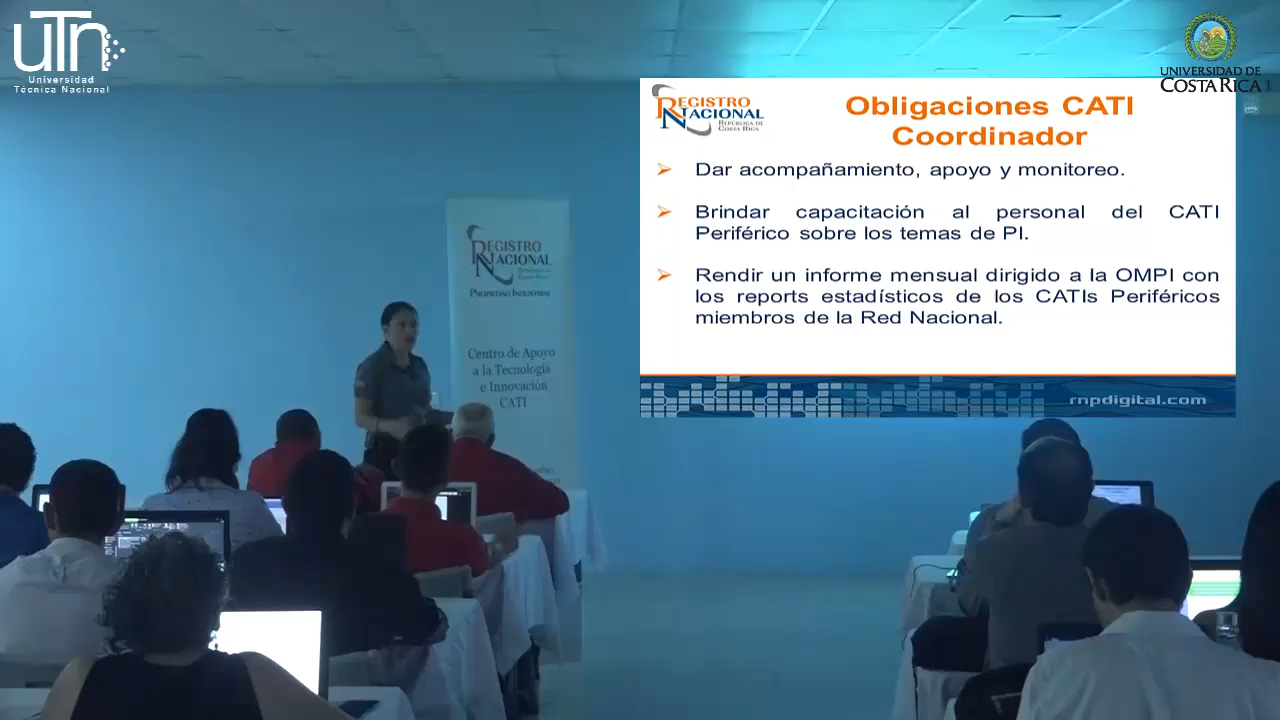 UTN
Universidad
Técnica Nacional
UNIVERSIDAD DE
COSTA RICA
REGISTRO
NACIONAL
REPÚBLICA DE
COSTA RICA
Obligaciones CATI
Coordinador
Dar acompañamiento, apoyo y monitoreo.
Brindar capacitación al personal del CATI
Periférico sobre los temas de PI.
Rendir un informe mensual dirigido a la OMPI con
los reports estadísticos de los CATIs Periféricos
miembros de la Red Nacional.
rnpdigital.com
REGISTRO
NACIONAL
PROPIEDAD INDUSTRIAL
Centro de Apoyo
a la Tecnología
e Innovación
CATI